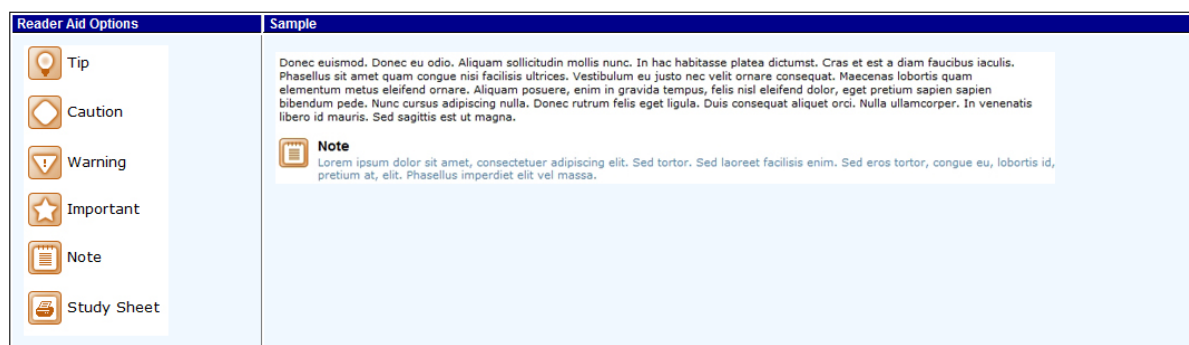 Reader Aid Options
Sample
Tip
Caution
Warning
Important
Note
Study Sheet
Donec euismod. Donec eu odio. Aliquam sollicitudin mollis nunc. In hac habitasse platea dictumst. Cras et est a diam faucibus iaculis.
Phasellus sit amet quam congue nisi facilisis ultrices. Vestibulum eu justo nec velit ornare consequat. Maecenas lobortis quam
elementum metus eleifend ornare. Aliquam posuere, enim in gravida tempus, felis nisl eleifend dolor, eget pretium sapien sapien
bibendum pede. Nunc cursus adipiscing nulla. Donec rutrum felis eget ligula. Duis consequat aliquet orci. Nulla ullamcorper. In venenatis
libero id mauris. Sed sagittis est ut magna.
Note
Lorem ipsum dolor sit amet, consectetuer adipiscing elit. Sed tortor. Sed laoreet facilisis enim. Sed eros tortor, congue eu, lobortis id,
pretium at, elit. Phasellus imperdiet elit vel massa.